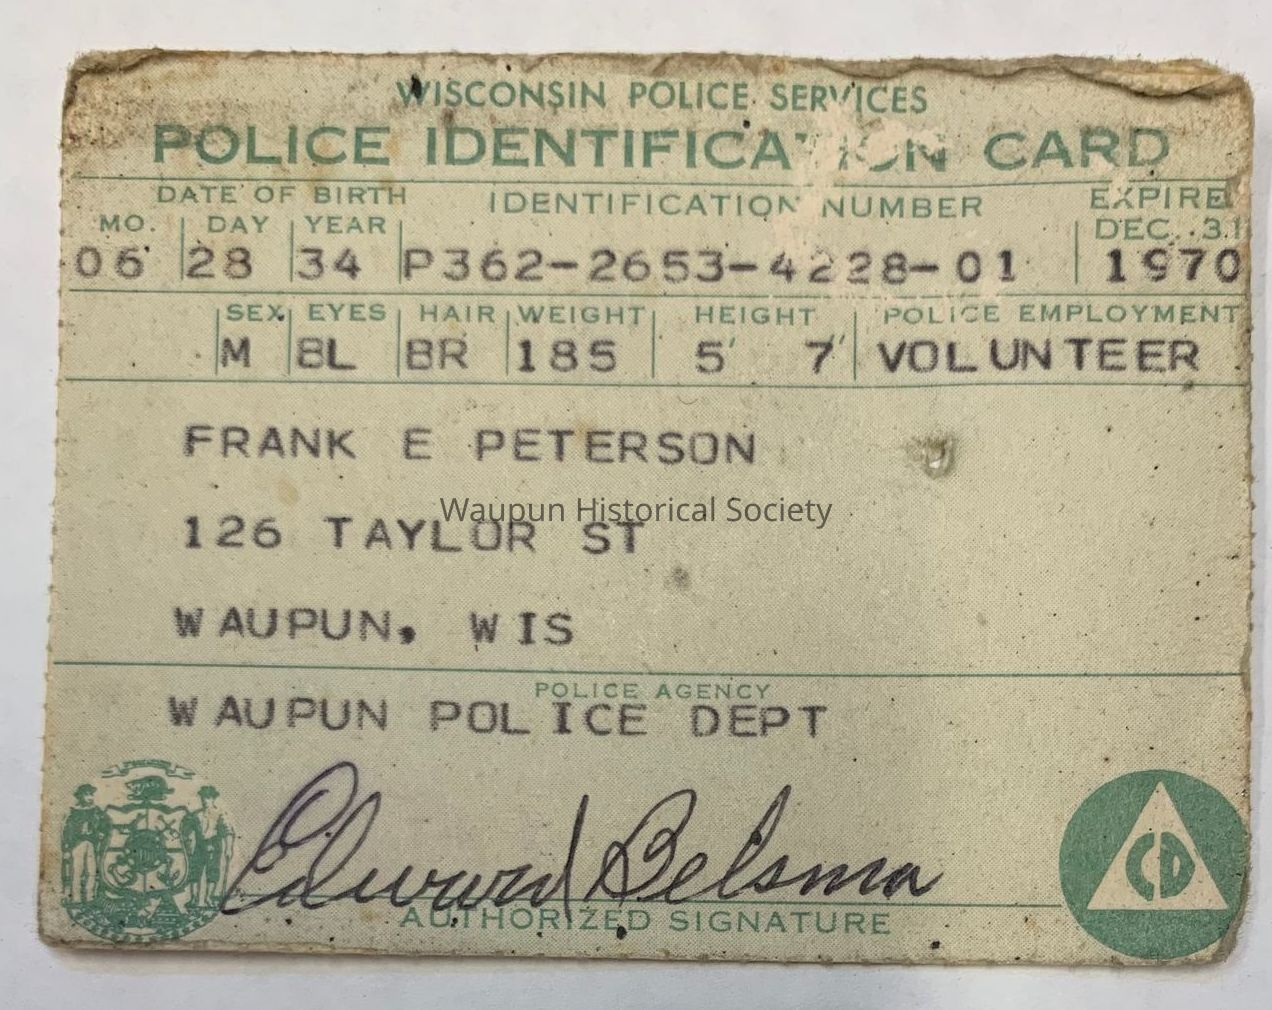 WISCONSIN POLICE SERVICES
POLICE IDENTIFICATION CARD
DATE OF BIRTH IDENTIFICATION NUMBER EXPIRE
MO. DAY YEAR DEC. 31
06 28 34 P362-2653-4228-01 1970
SEX EYES HAIR WEIGHT HEIGHT POLICE EMPLOYMENT
M BL BR 185 5' 7' VOLUNTEER
FRANK E PETERSON
Waupun Historical Society
126 TAYLOR ST
WAUPUN, WIS
POLICE AGENCY
WAUPUN POLICE DEPT
Edward Belsma
AUTHORIZED SIGNATURE
CD